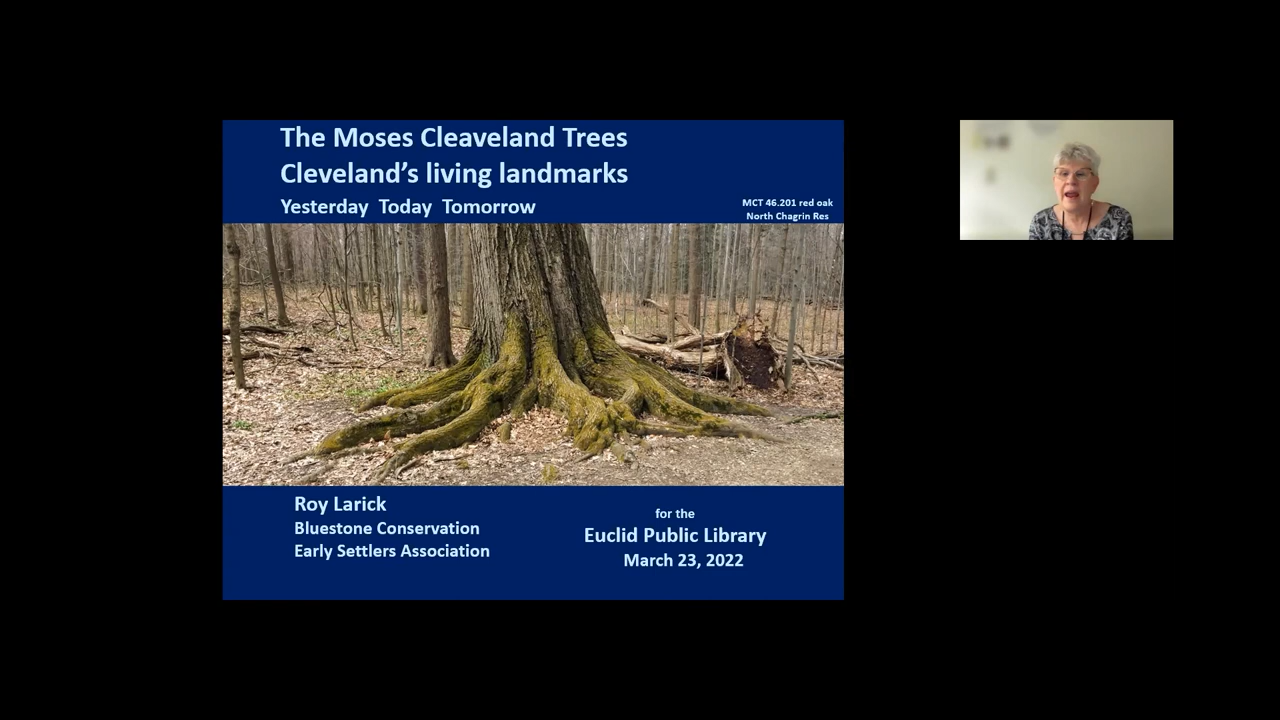 The Moses Cleaveland Trees
Cleveland’s living landmarks
Yesterday Today Tomorrow
MCT 46.201 red oak
North Chagrin Res
Roy Larick
Bluestone Conservation
Early Settlers Association
for the
Euclid Public Library
March 23, 2022